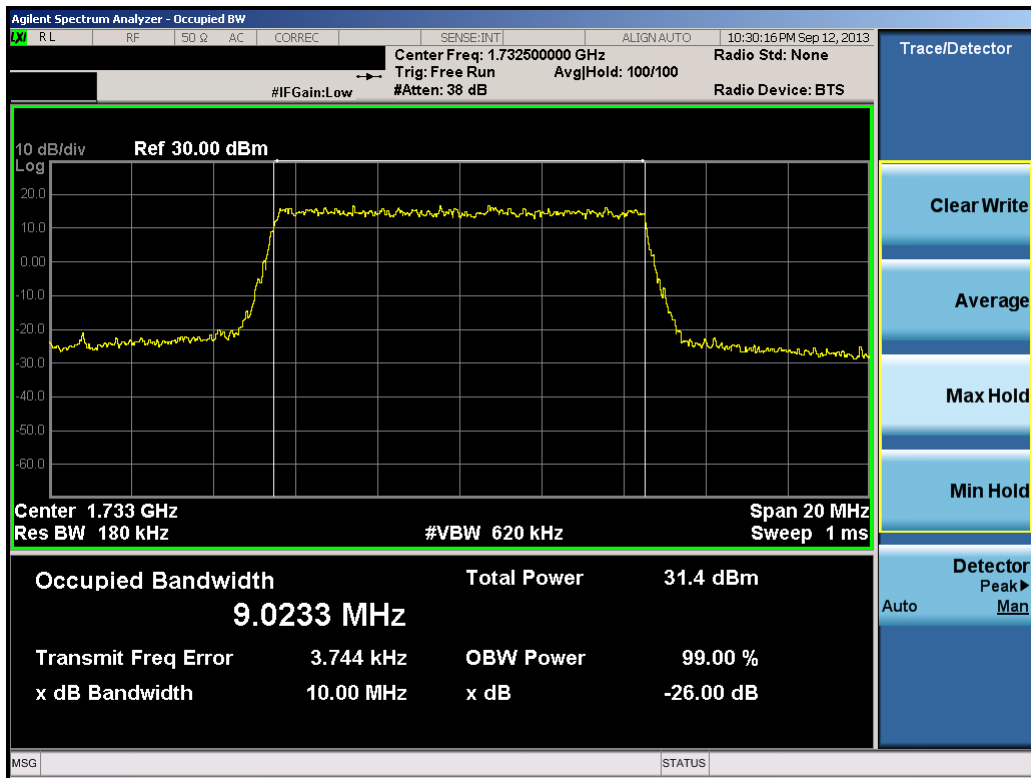 Agilent Spectrum Analyzer - Occupied BW
LXI RL RF 50 Ω AC CORREC SENSE:INT ALIGN AUTO 10:30:16 PM Sep 12, 2013
Center Freq: 1.732500000 GHz Radio Std: None
Trig: Free Run Avg|Hold: 100/100
#IFGain:Low #Atten: 38 dB Radio Device: BTS
Trace/Detector
10 dB/div Ref 30.00 dBm
Log
20.0
10.0
0.00
-10.0
-20.0
-30.0
-40.0
-50.0
-60.0
Center 1.733 GHz Span 20 MHz
Res BW 180 kHz #VBW 620 kHz Sweep 1 ms
Clear Write
Average
Max Hold
Min Hold
Detector
Peak▶
Auto Man
Occupied Bandwidth Total Power 31.4 dBm
9.0233 MHz
Transmit Freq Error 3.744 kHz OBW Power 99.00 %
x dB Bandwidth 10.00 MHz x dB -26.00 dB
MSG STATUS